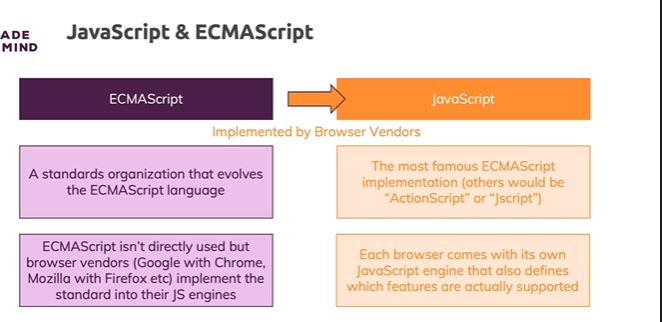 ADE
MIND
JavaScript & ECMAScript
ECMAScript
JavaScript
Implemented by Browser Vendors
A standards organization that evolves
the ECMAScript language
The most famous ECMAScript
implementation (others would be
“ActionScript” or “Jscript”)
ECMAScript isn’t directly used but
browser vendors (Google with Chrome,
Mozilla with Firefox etc) implement the
standard into their JS engines
Each browser comes with its own
JavaScript engine that also defines
which features are actually supported